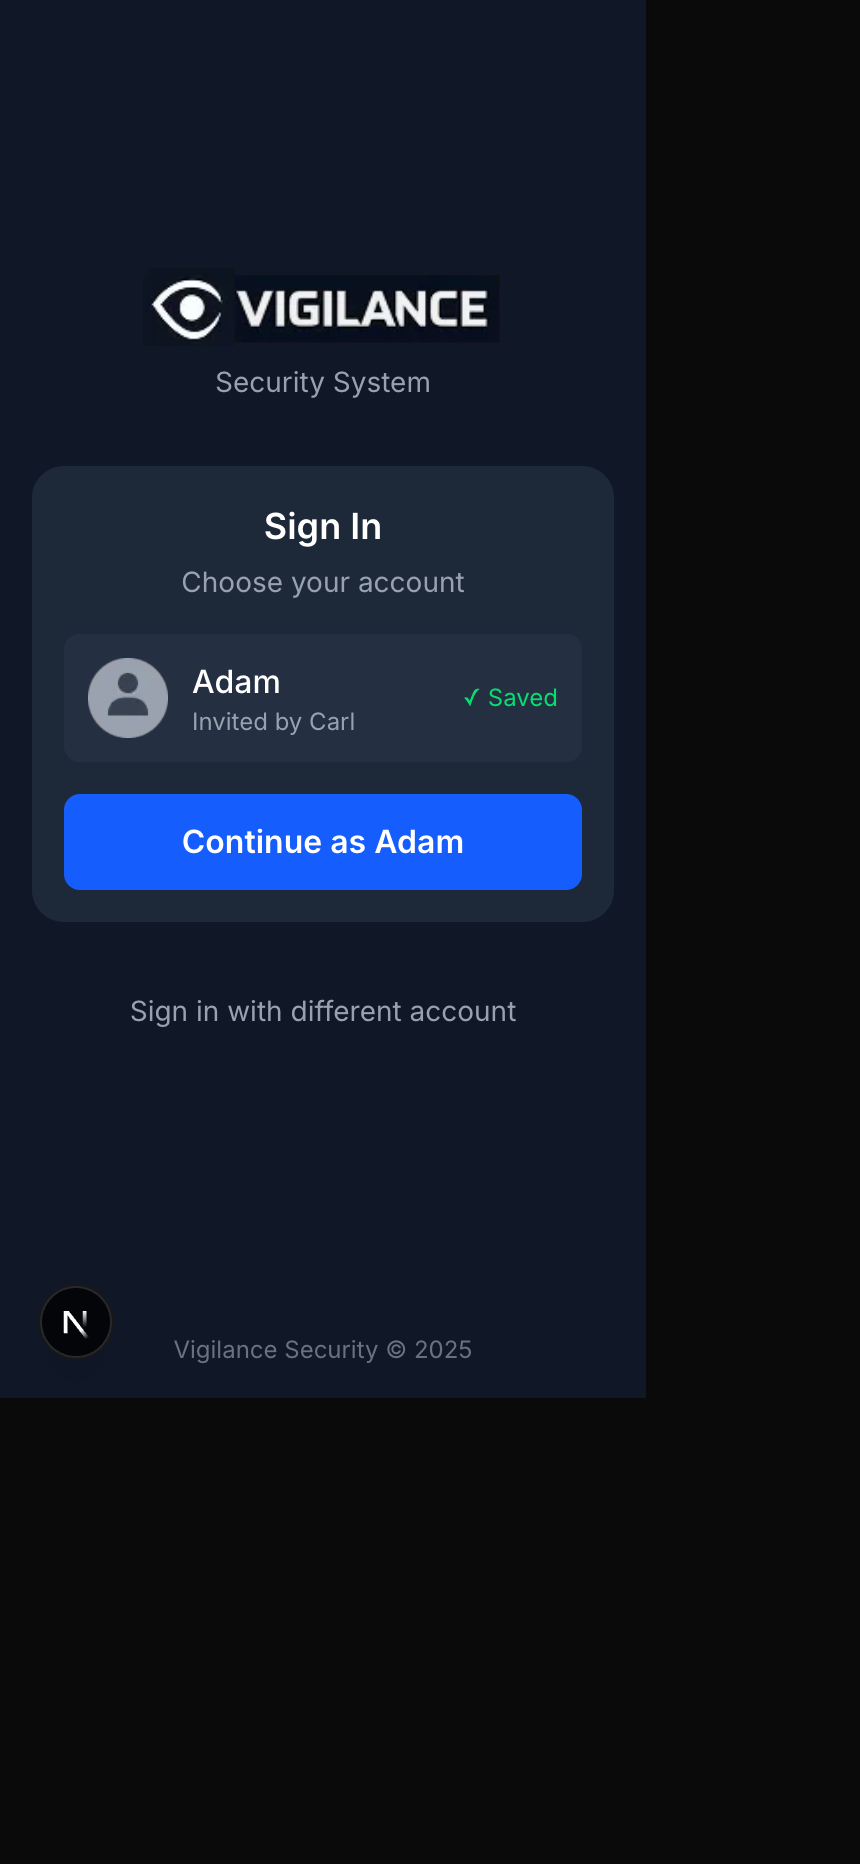 VIGILANCE
Security System
Sign In
Choose your account
Adam
Invited by Carl
✓ Saved
Continue as Adam
Sign in with different account
N
Vigilance Security © 2025